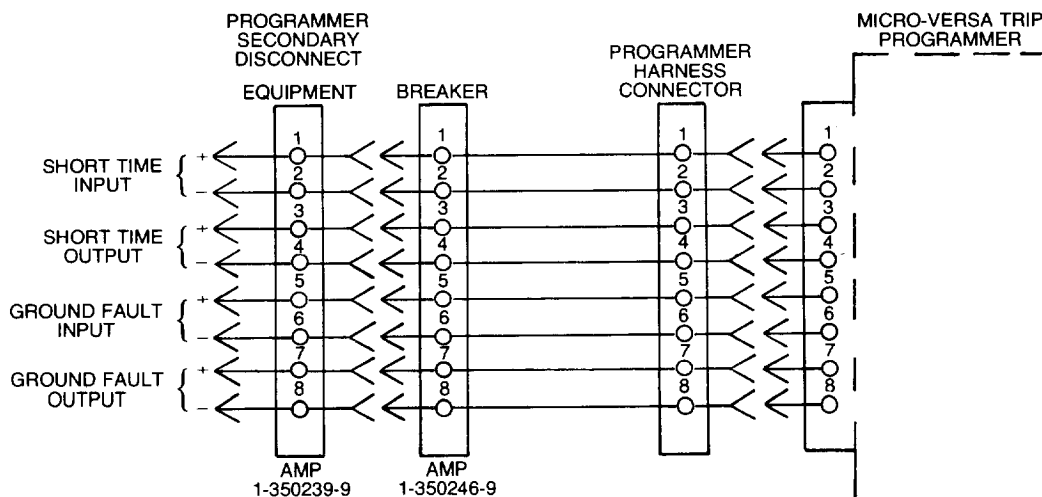 PROGRAMMER
SECONDARY
DISCONNECT
EQUIPMENT
BREAKER
PROGRAMMER
HARNESS
CONNECTOR
MICRO-VERSA TRIP
PROGRAMMER
SHORT TIME
INPUT
+
−
SHORT TIME
OUTPUT
+
−
GROUND FAULT
INPUT
+
−
GROUND FAULT
OUTPUT
+
−
1 1 1 1
2 2 2 2
3 3 3 3
4 4 4 4
5 5 5 5
6 6 6 6
7 7 7 7
8 8 8 8
AMP
1-350239-9
AMP
1-350246-9